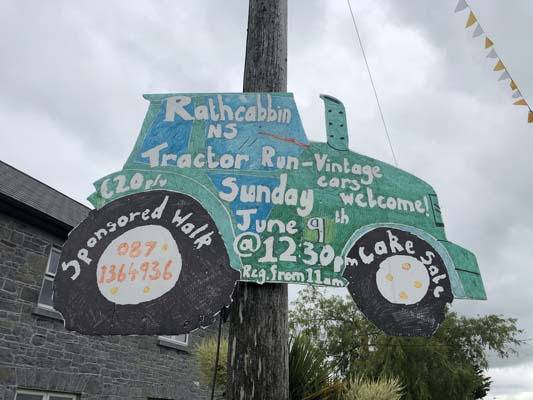 Rathcabbin
NS
Tractor Run-Vintage
cars welcome!
€20 p/v
Sunday
June 9th
@ 12 30pm
Reg. from 11am
Sponsored Walk
087
1364936
Cake Sale